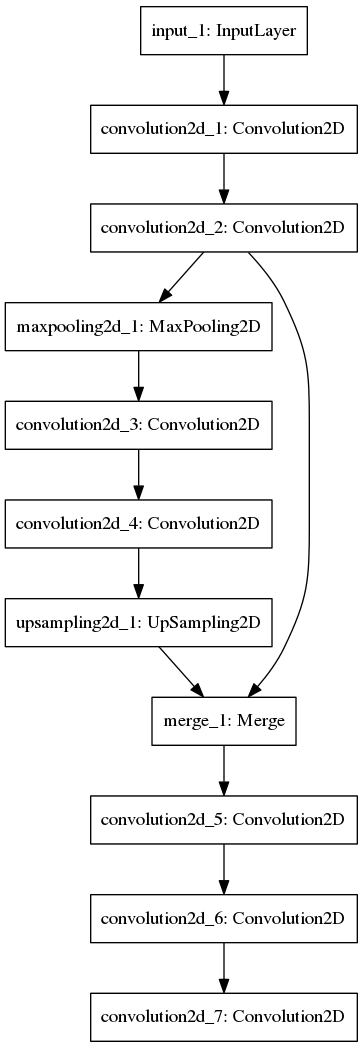 input_1: InputLayer
convolution2d_1: Convolution2D
convolution2d_2: Convolution2D
maxpooling2d_1: MaxPooling2D
convolution2d_3: Convolution2D
convolution2d_4: Convolution2D
upsampling2d_1: UpSampling2D
merge_1: Merge
convolution2d_5: Convolution2D
convolution2d_6: Convolution2D
convolution2d_7: Convolution2D